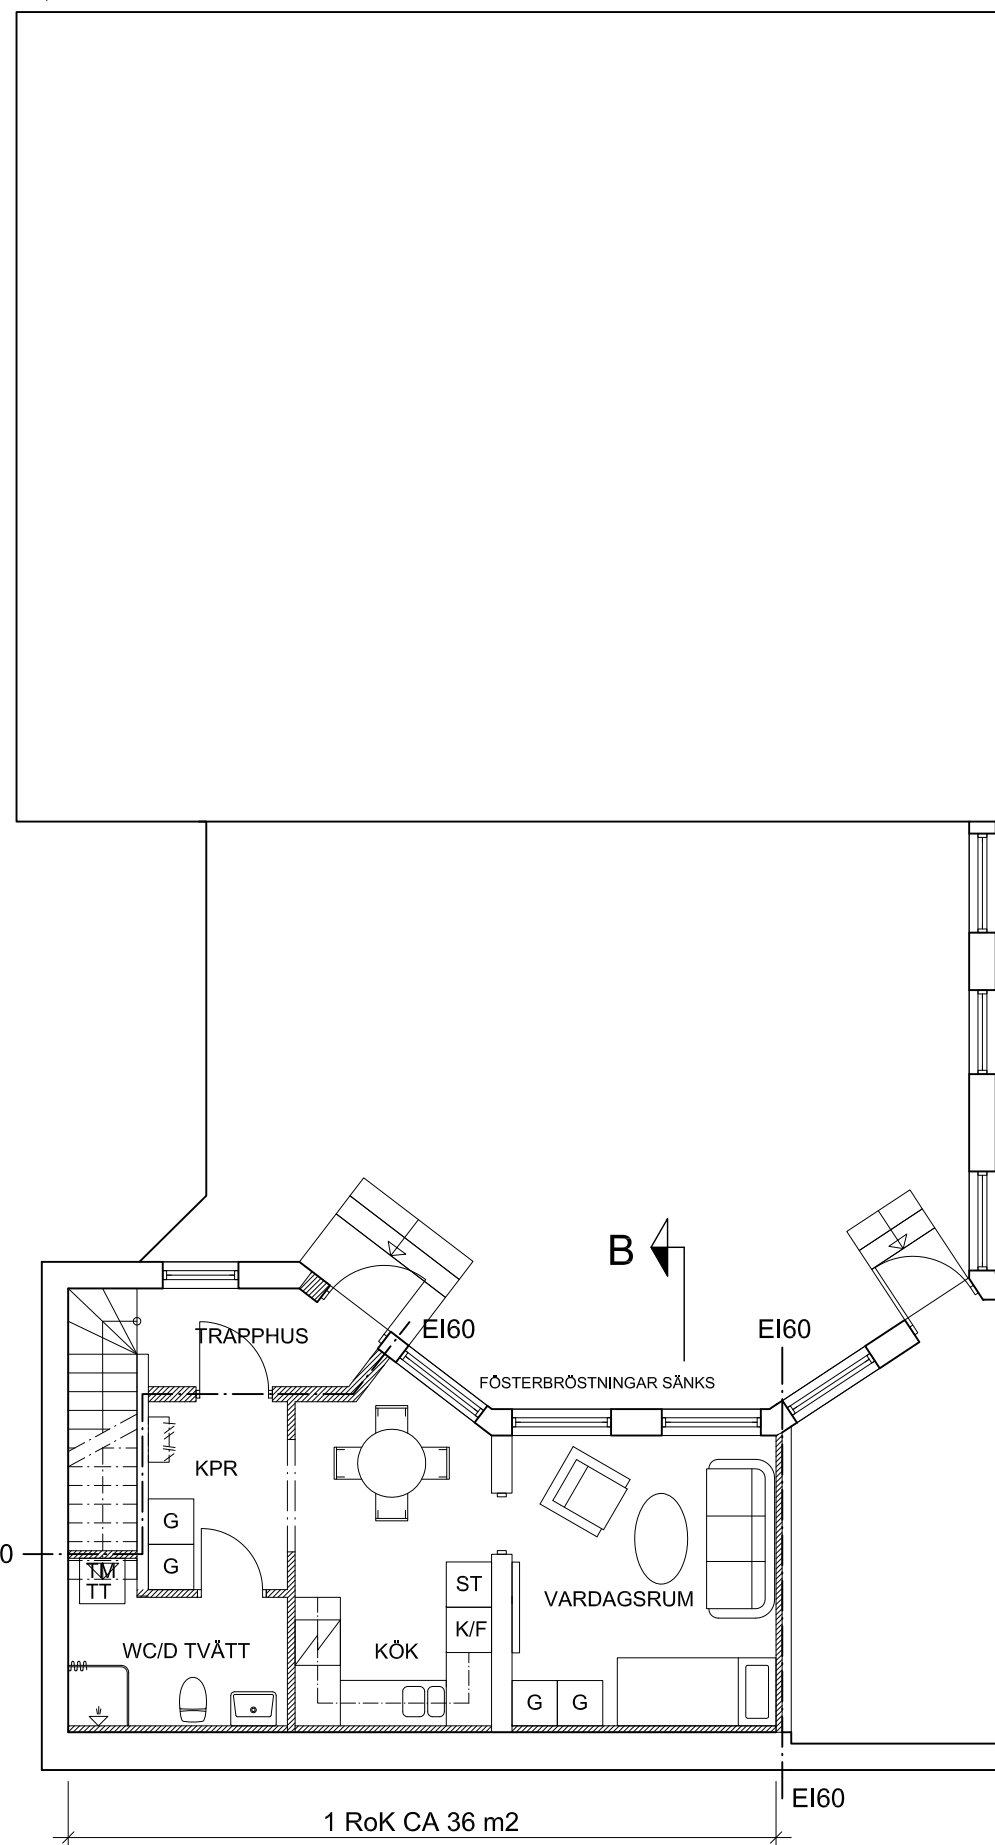 B
EI60
EI60
TRAPPHUS
FÖSTERBRÖSTNINGAR SÄNKS
KPR
G
0
G
TM
TT
ST
VARDAGSRUM
K/F
WC/D TVÄTT
KÖK
G
G
EI60
1 RoK CA 36 m2